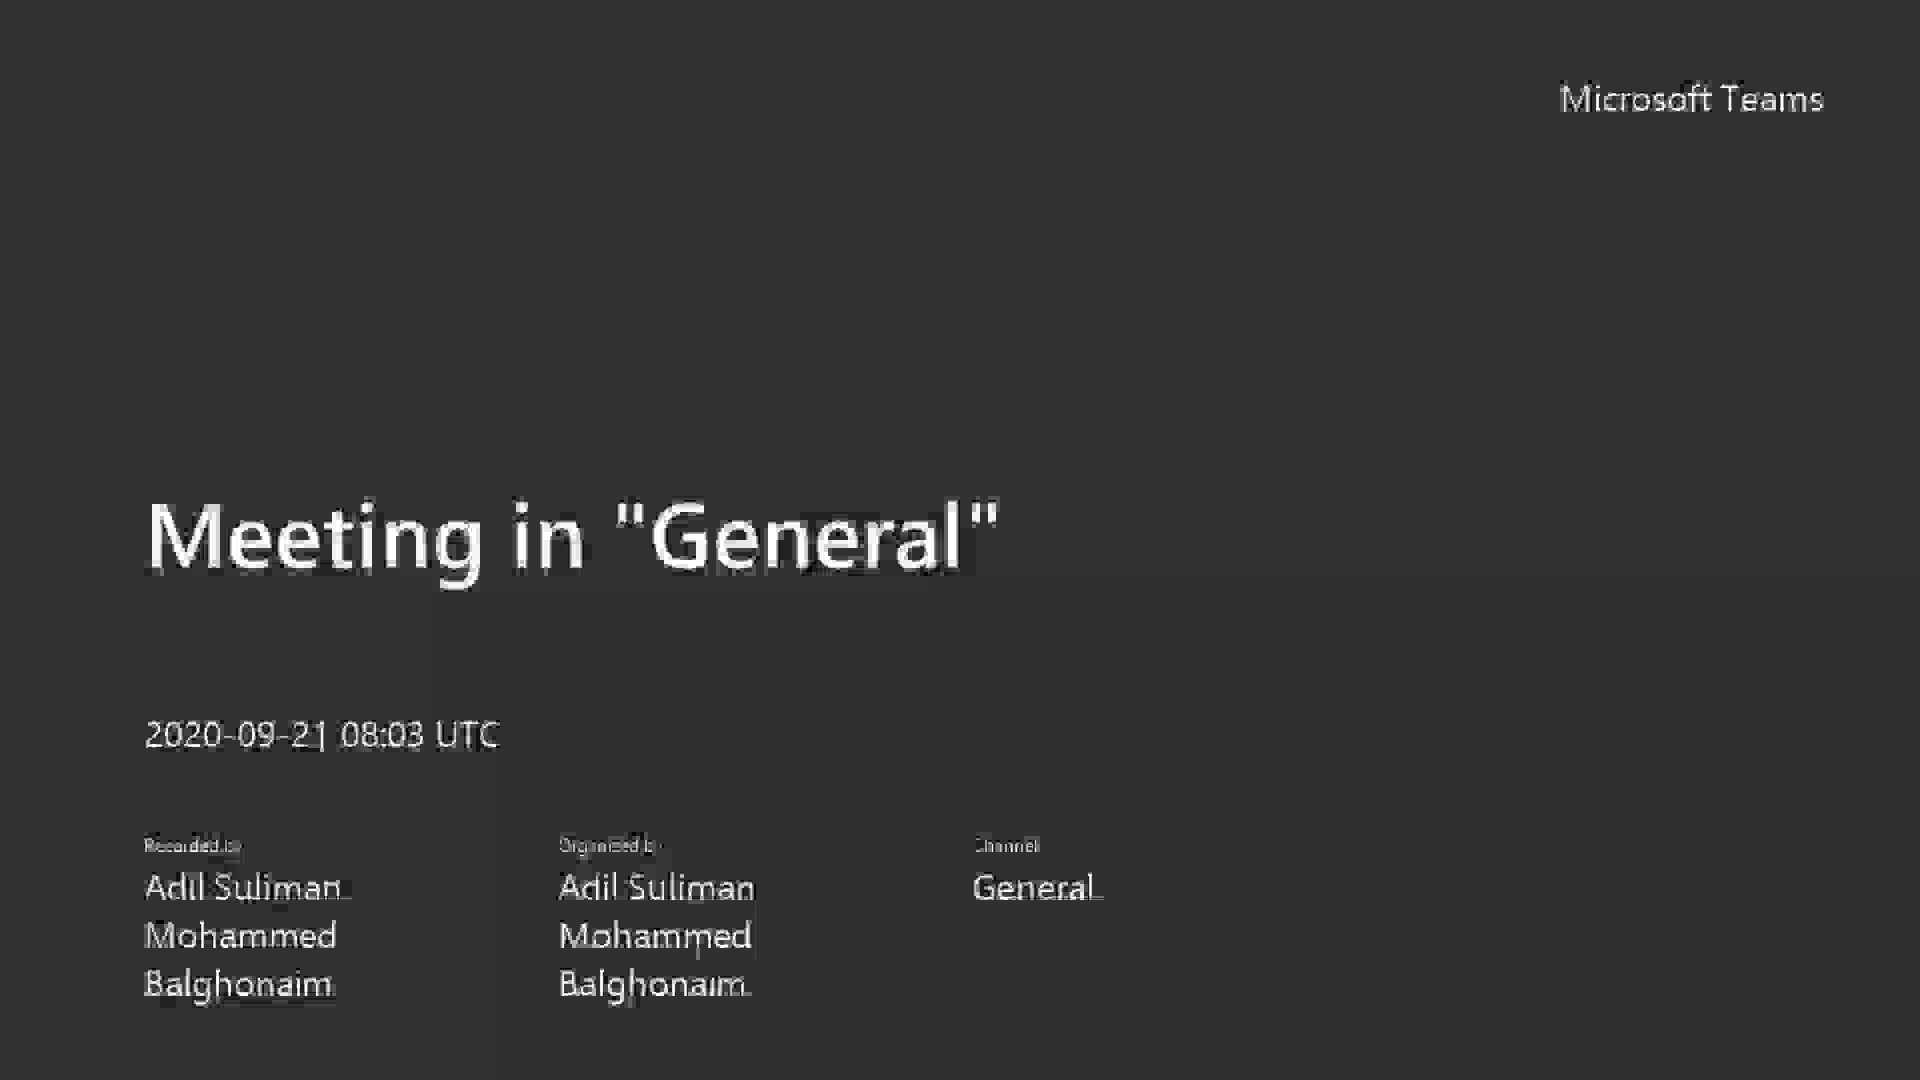 Microsoft Teams
Meeting in "General"
2020-09-21 08:03 UTC
Recorded by
Organized by
Channel
Adil Suliman
Adil Suliman
General
Mohammed
Mohammed
Balghonaim
Balghonaim